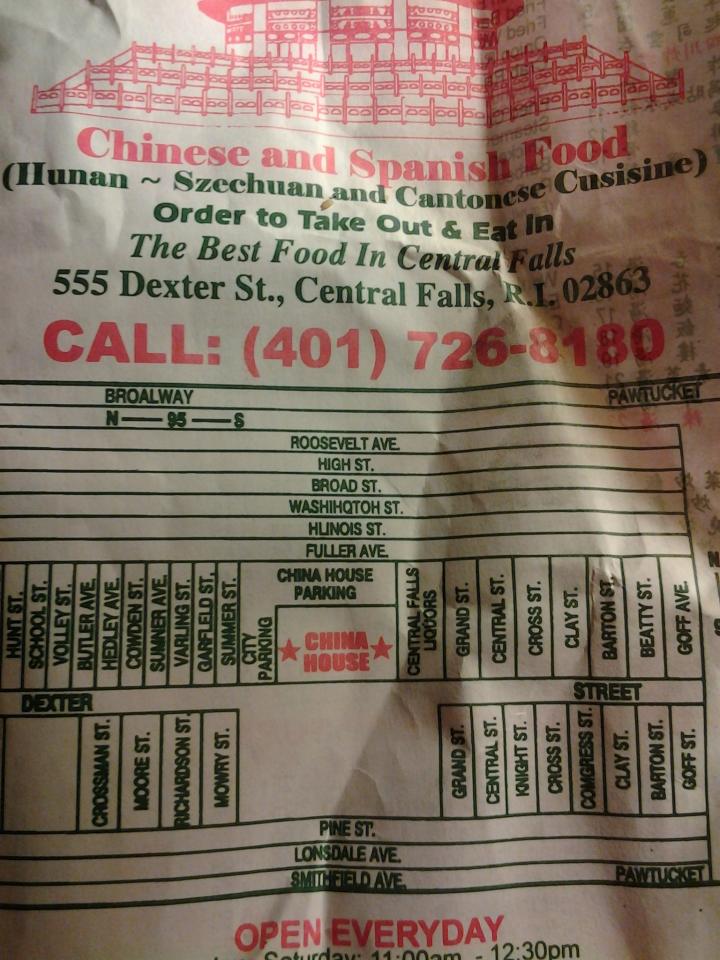 Chinese and Spanish Food
(Hunan ~ Szechuan and Cantonese Cusisine)
Order to Take Out & Eat In
The Best Food In Central Falls
555 Dexter St., Central Falls, R.I. 02863
CALL: (401) 726-8180
BROALWAY PAWTUCKET
N — 95 — S
ROOSEVELT AVE.
HIGH ST.
BROAD ST.
WASHIHQTOH ST.
HLINOIS ST.
FULLER AVE.
HUNT ST.
SCHOOL ST.
VOLLEY ST.
BUTLER AVE.
HEDLEY AVE.
COWDEN ST.
SUMNER AVE.
VARLING ST.
GARFLELD ST.
SUMMER ST.
CITY
PARKING
CHINA HOUSE
PARKING
CHINA
HOUSE
CENTRAL FALLS
LIQUORS
GRAND ST.
CENTRAL ST.
CROSS ST.
CLAY ST.
BARTON ST.
BEATTY ST.
GOFF AVE.
DEXTER STREET
CROSSMAN ST.
MOORE ST.
RICHARDSON ST.
MOWRY ST.
GRAND ST.
CENTRAL ST.
KNIGHT ST.
CROSS ST.
COMGRESS ST.
CLAY ST.
BARTON ST.
GOFF ST.
PINE ST.
LONSDALE AVE.
SMITHFIELD AVE. PAWTUCKET
OPEN EVERYDAY
Saturday: 11:00am - 12:30pm